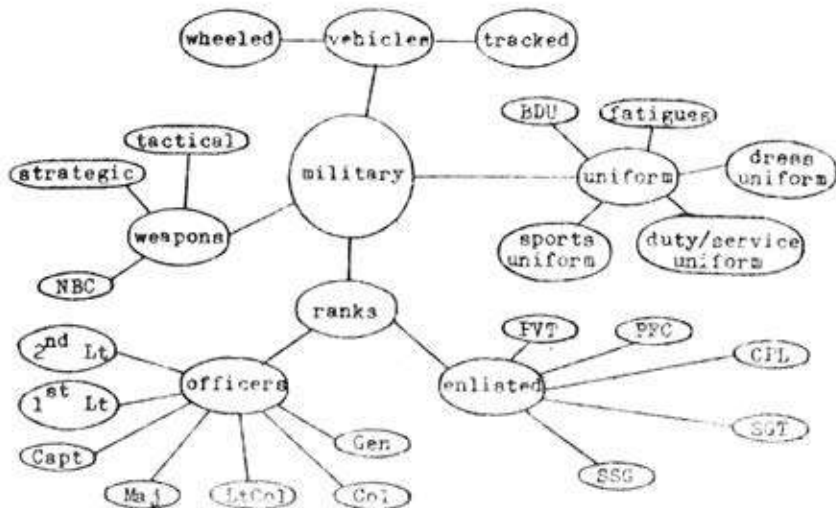 wheeled
vehicles
tracked
BDU
fatigues
tactical
strategic
military
uniform
dress
uniform
weapons
sports
uniform
duty/service
uniform
NBC
ranks
PVT
PFC
2nd Lt
CPL
officers
enlisted
1st Lt
SGT
Capt
Gen
SSG
Maj
LtCol
Col